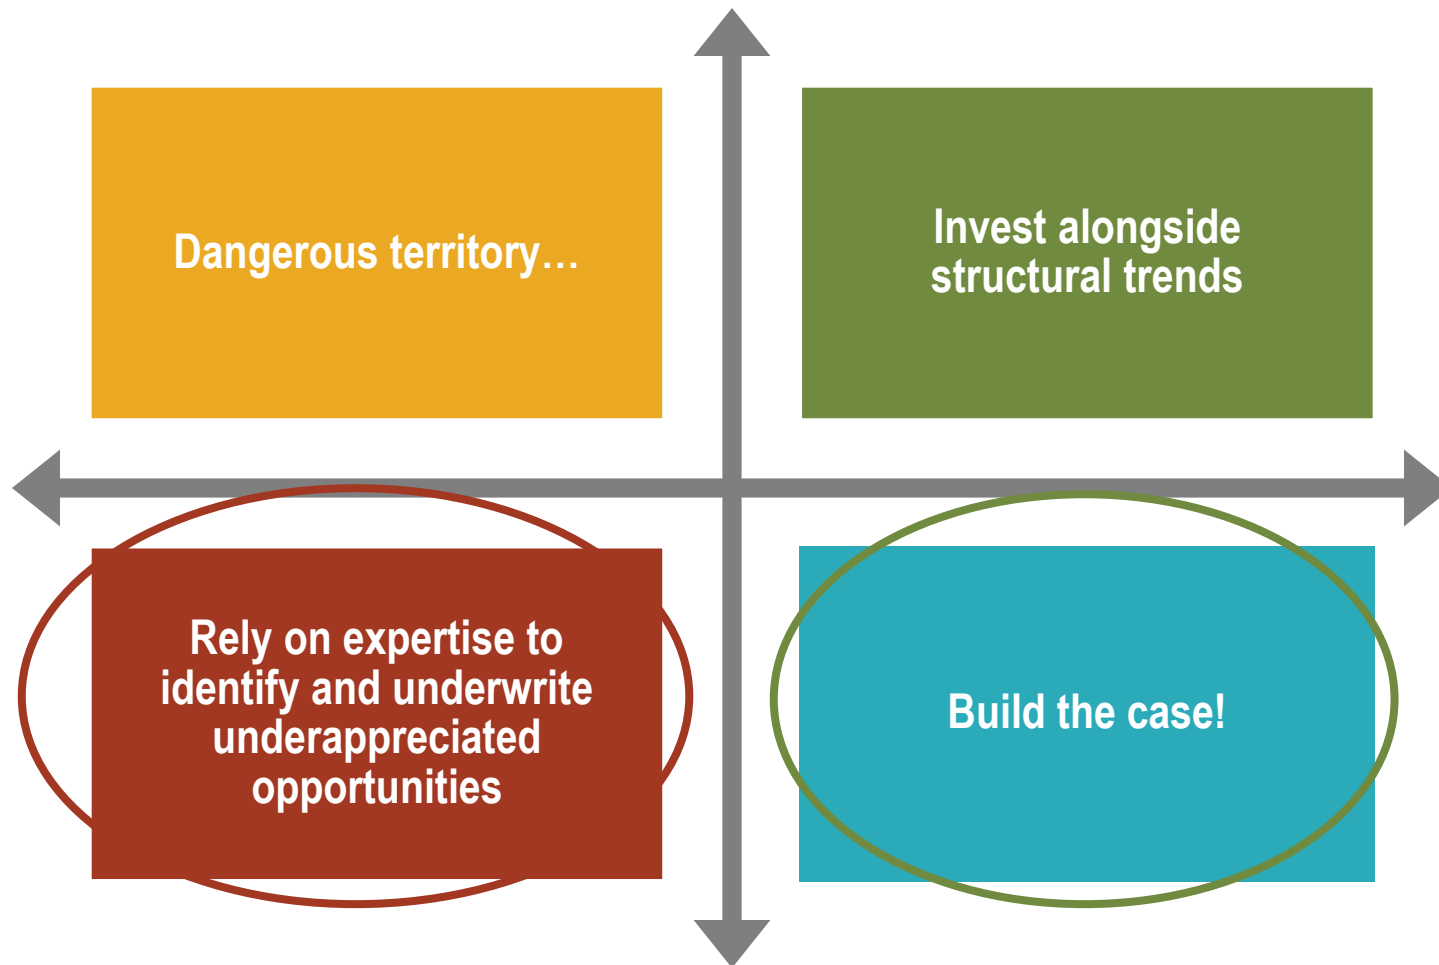 Dangerous territory…
Invest alongside
structural trends
Rely on expertise to
identify and underwrite
underappreciated
opportunities
Build the case!